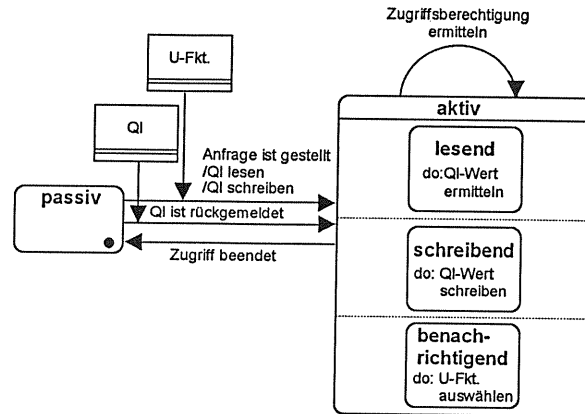 Zugriffsberechtigung
ermitteln
U-Fkt.
QI
aktiv
lesend
do:QI-Wert
ermitteln
Anfrage ist gestellt
/QI lesen
/QI schreiben
passiv
QI ist rückgemeldet
Zugriff beendet
schreibend
do: QI-Wert
schreiben
benach-
richtigend
do: U-Fkt.
auswählen